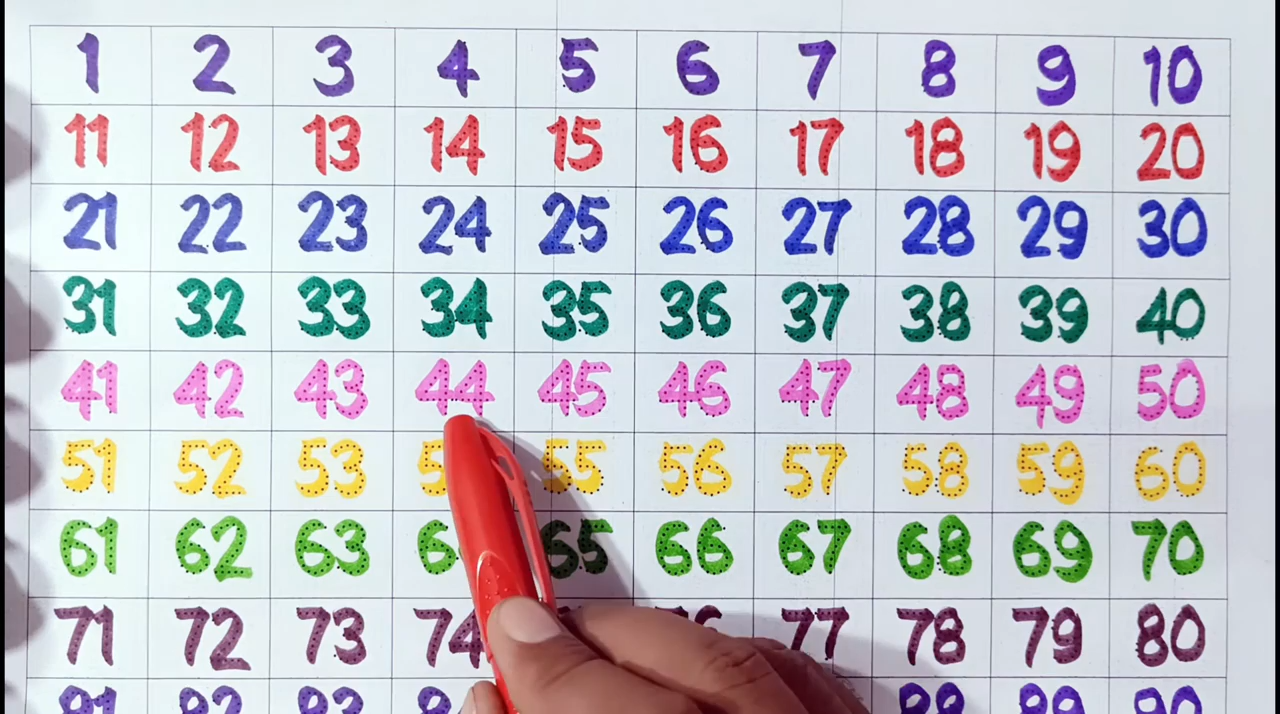 1 2 3 4 5 6 7 8 9 10
11 12 13 14 15 16 17 18 19 20
21 22 23 24 25 26 27 28 29 30
31 32 33 34 35 36 37 38 39 40
41 42 43 44 45 46 47 48 49 50
51 52 53 55 56 57 58 59 60
61 62 63 65 66 67 68 69 70
71 72 73 74 77 78 79 80